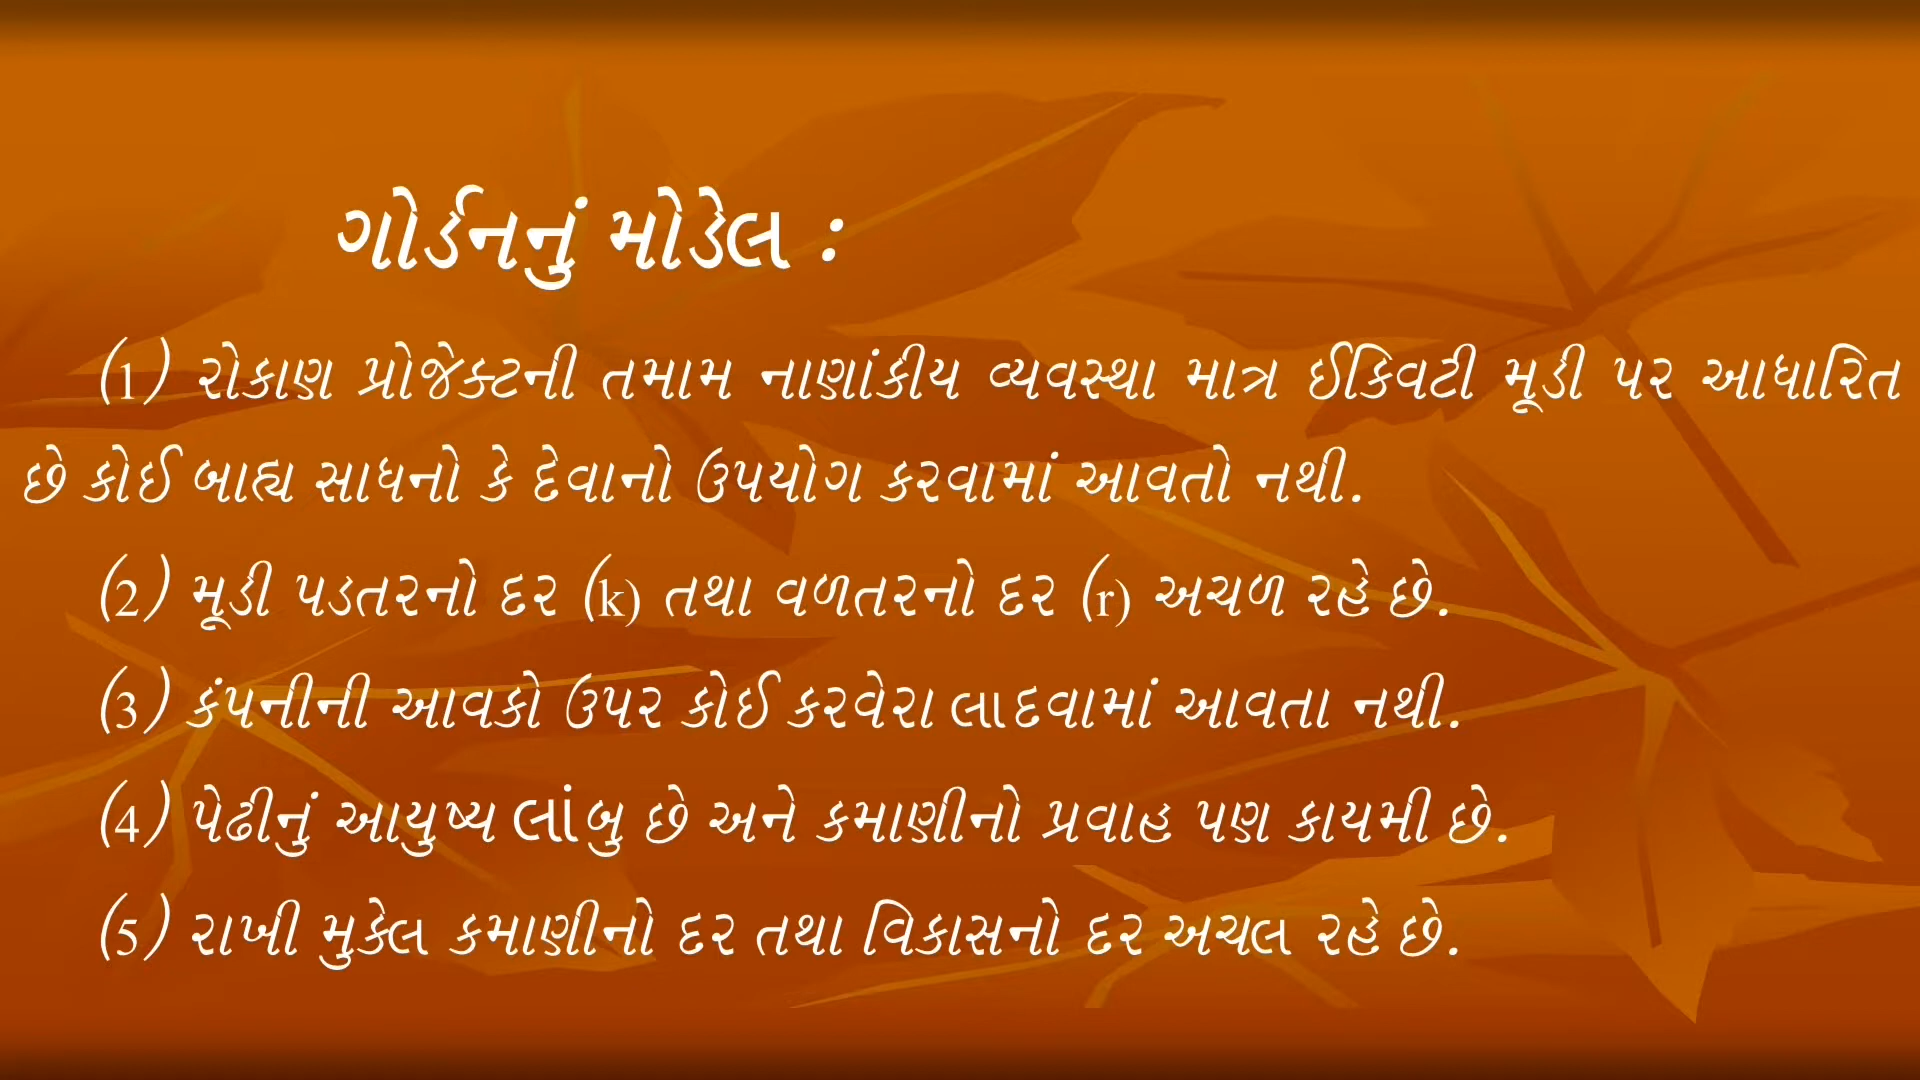 ગોર્ડનનું મોડેલ :
(1) રોકાણ પ્રોજેક્ટની તમામ નાણાંકીય વ્યવસ્થા માત્ર ઈકિવટી મૂડી પર આધારિત
છે કોઈ બાહ્ય સાધનો કે દેવાનો ઉપયોગ કરવામાં આવતો નથી.
(2) મૂડી પડતરનો દર (k) તથા વળતરનો દર (r) અચળ રહે છે.
(3) કંપનીની આવકો ઉપર કોઈ કરવેરા લાદવામાં આવતા નથી.
(4) પેઢીનું આયુષ્ય લાંબુ છે અને કમાણીનો પ્રવાહ પણ કાયમી છે.
(5) રાખી મુકેલ કમાણીનો દર તથા વિકાસનો દર અચલ રહે છે.